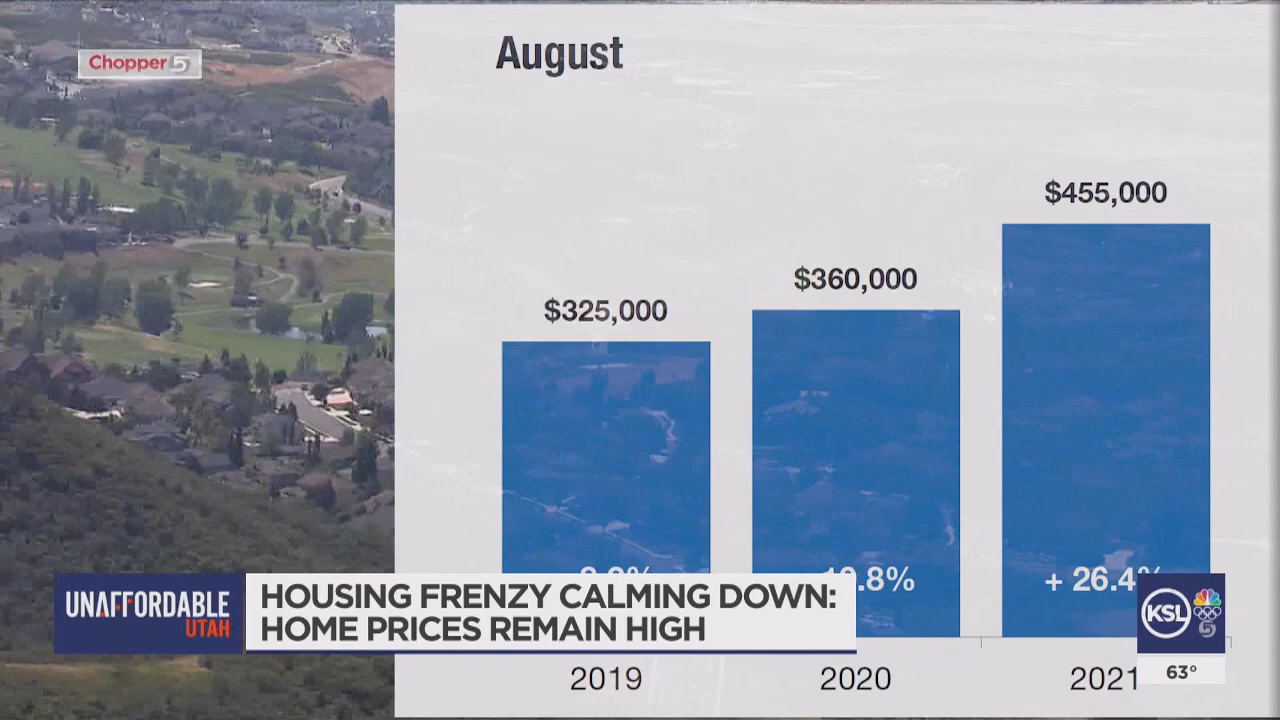 Chopper 5
August
$325,000
$360,000
$455,000
+ 26.4%
UNAFFORDABLE
UTAH
HOUSING FRENZY CALMING DOWN:
HOME PRICES REMAIN HIGH
KSL
5
2019
2020
2021
63°